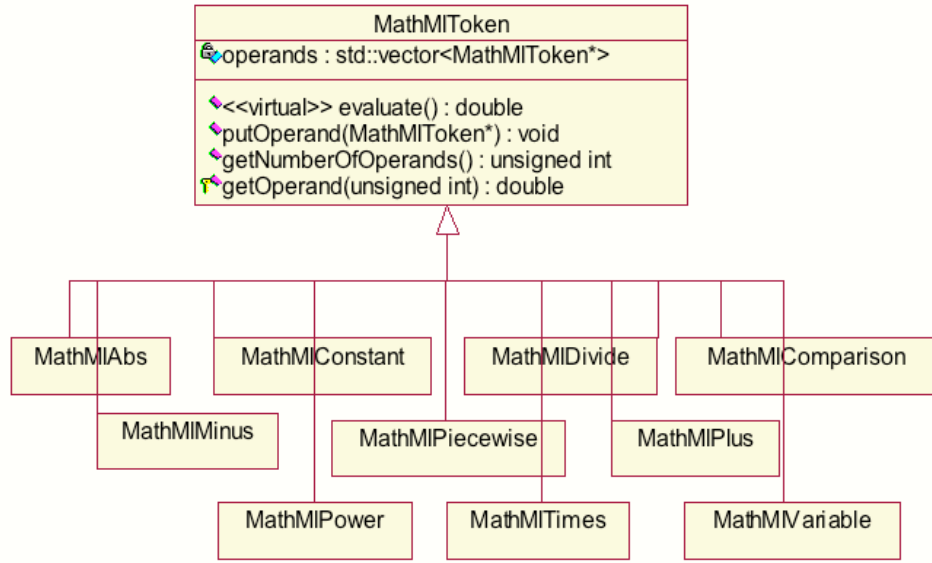 MathMlToken
operands : std::vector<MathMlToken*>
<<virtual>> evaluate() : double
putOperand(MathMlToken*) : void
getNumberOfOperands() : unsigned int
getOperand(unsigned int) : double
MathMlAbs
MathMlConstant
MathMlDivide
MathMlComparison
MathMlMinus
MathMlPiecewise
MathMlPlus
MathMlPower
MathMlTimes
MathMlVariable